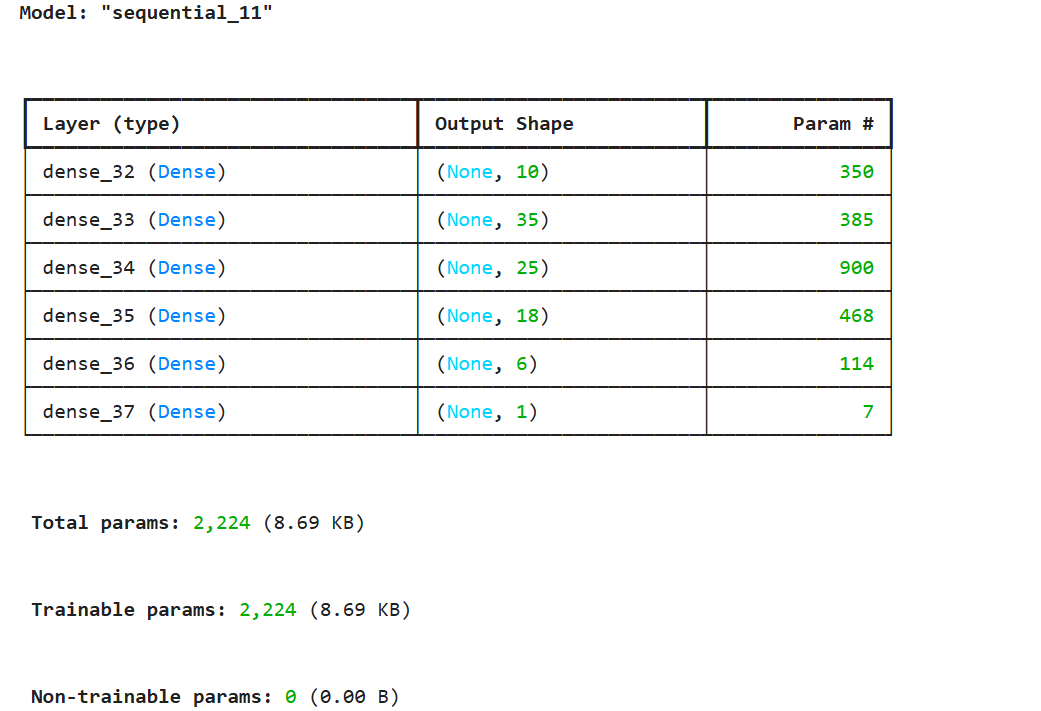 Model: "sequential_11"
Layer (type) Output Shape Param #
dense_32 (Dense) (None, 10) 350
dense_33 (Dense) (None, 35) 385
dense_34 (Dense) (None, 25) 900
dense_35 (Dense) (None, 18) 468
dense_36 (Dense) (None, 6) 114
dense_37 (Dense) (None, 1) 7
Total params: 2,224 (8.69 KB)
Trainable params: 2,224 (8.69 KB)
Non-trainable params: 0 (0.00 B)